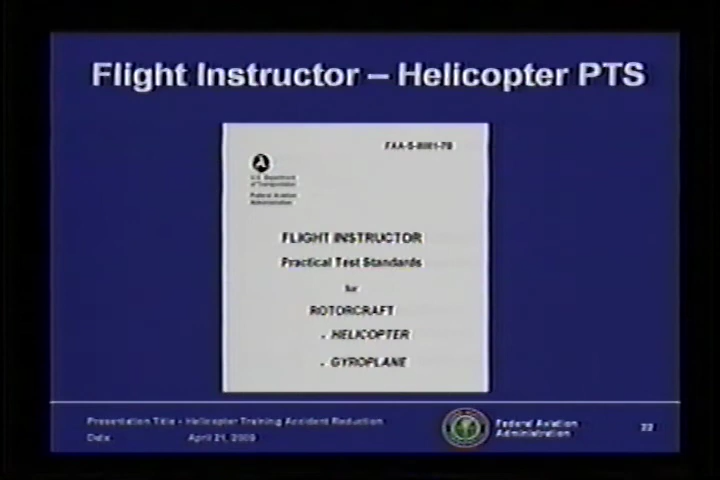 Flight Instructor – Helicopter PTS
FAA-S-8081-7B
U.S. Department
of Transportation
Federal Aviation
Administration
FLIGHT INSTRUCTOR
Practical Test Standards
for
ROTORCRAFT
. HELICOPTER
. GYROPLANE
Presentation Title - Helicopter Training Accident Reduction
Date April 21, 2009
Federal Aviation
Administration
22